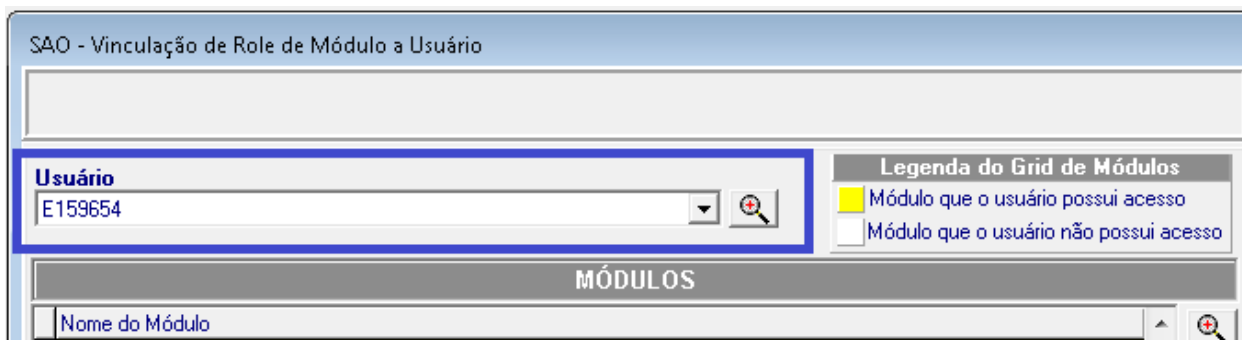 SAO - Vinculação de Role de Módulo a Usuário
Usuário
E159654
Legenda do Grid de Módulos
Módulo que o usuário possui acesso
Módulo que o usuário não possui acesso
MÓDULOS
Nome do Módulo